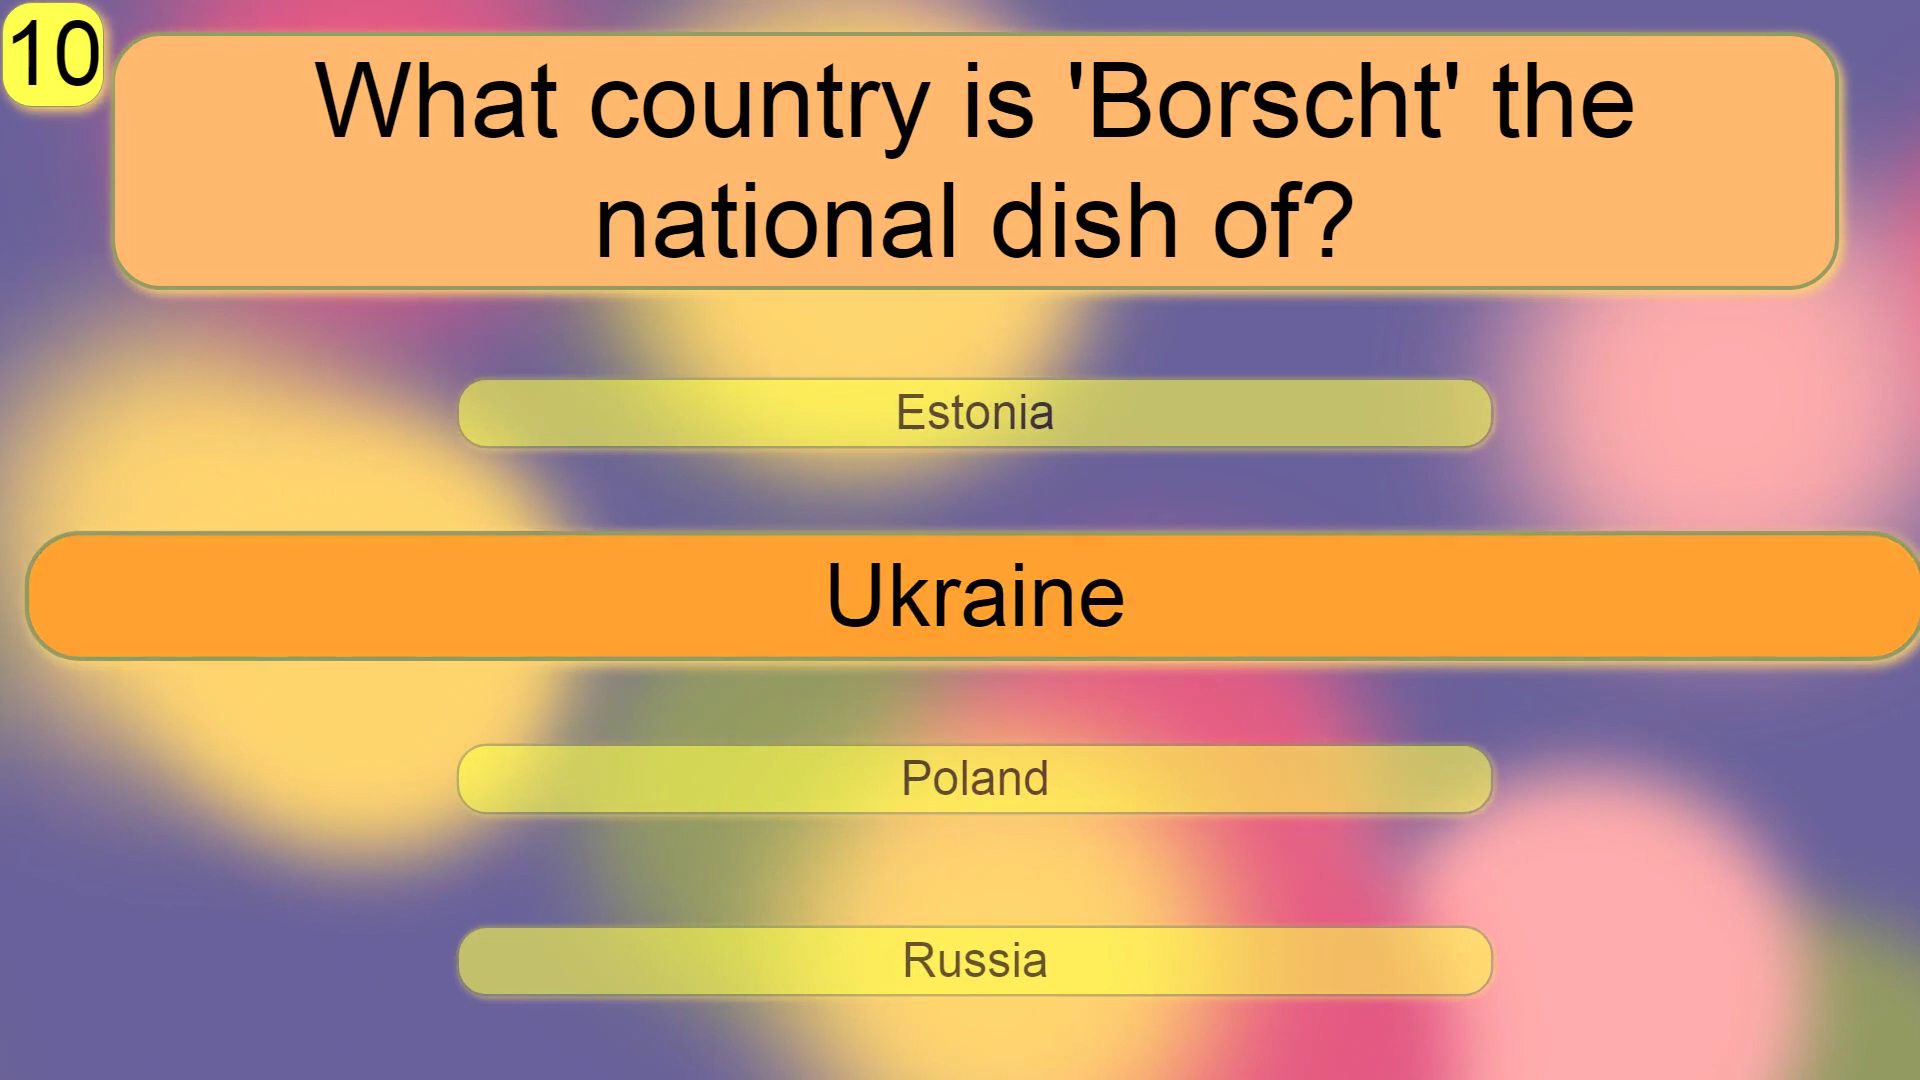 10
What country is 'Borscht' the
national dish of?
Estonia
Ukraine
Poland
Russia